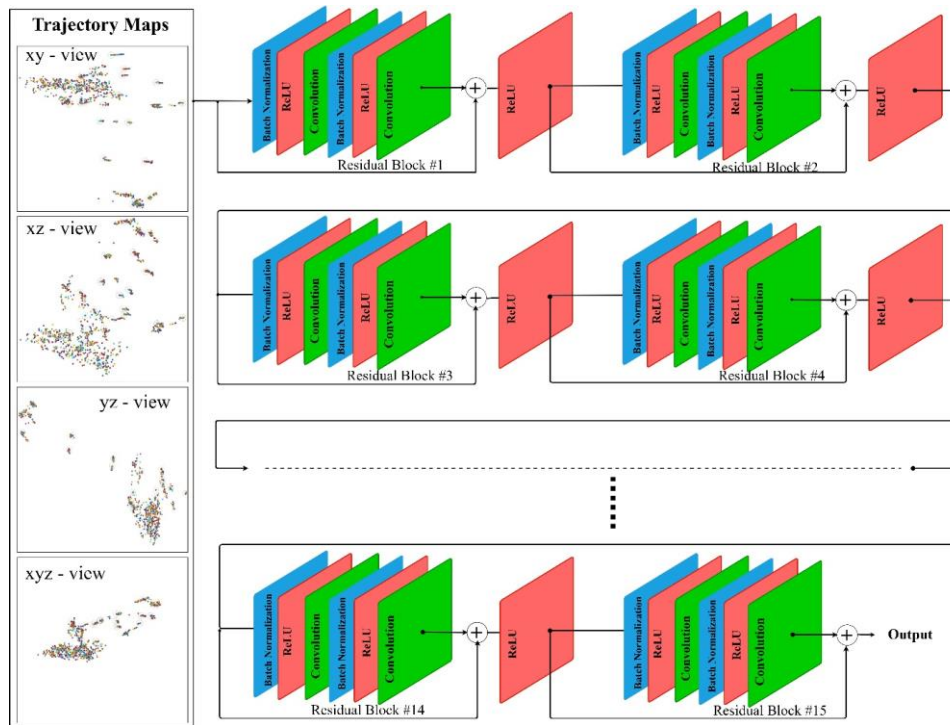 Trajectory Maps
xy - view
xz - view
yz - view
xyz - view
Batch Normalization
ReLU
Convolution
Batch Normalization
ReLU
Convolution
Residual Block #1
ReLU
Batch Normalization
ReLU
Convolution
Batch Normalization
ReLU
Convolution
Residual Block #2
ReLU
Batch Normalization
ReLU
Convolution
Batch Normalization
ReLU
Convolution
Residual Block #3
ReLU
Batch Normalization
ReLU
Convolution
Batch Normalization
ReLU
Convolution
Residual Block #4
ReLU
Batch Normalization
ReLU
Convolution
Batch Normalization
ReLU
Convolution
Residual Block #14
ReLU
Batch Normalization
ReLU
Convolution
Batch Normalization
ReLU
Convolution
Residual Block #15
Output